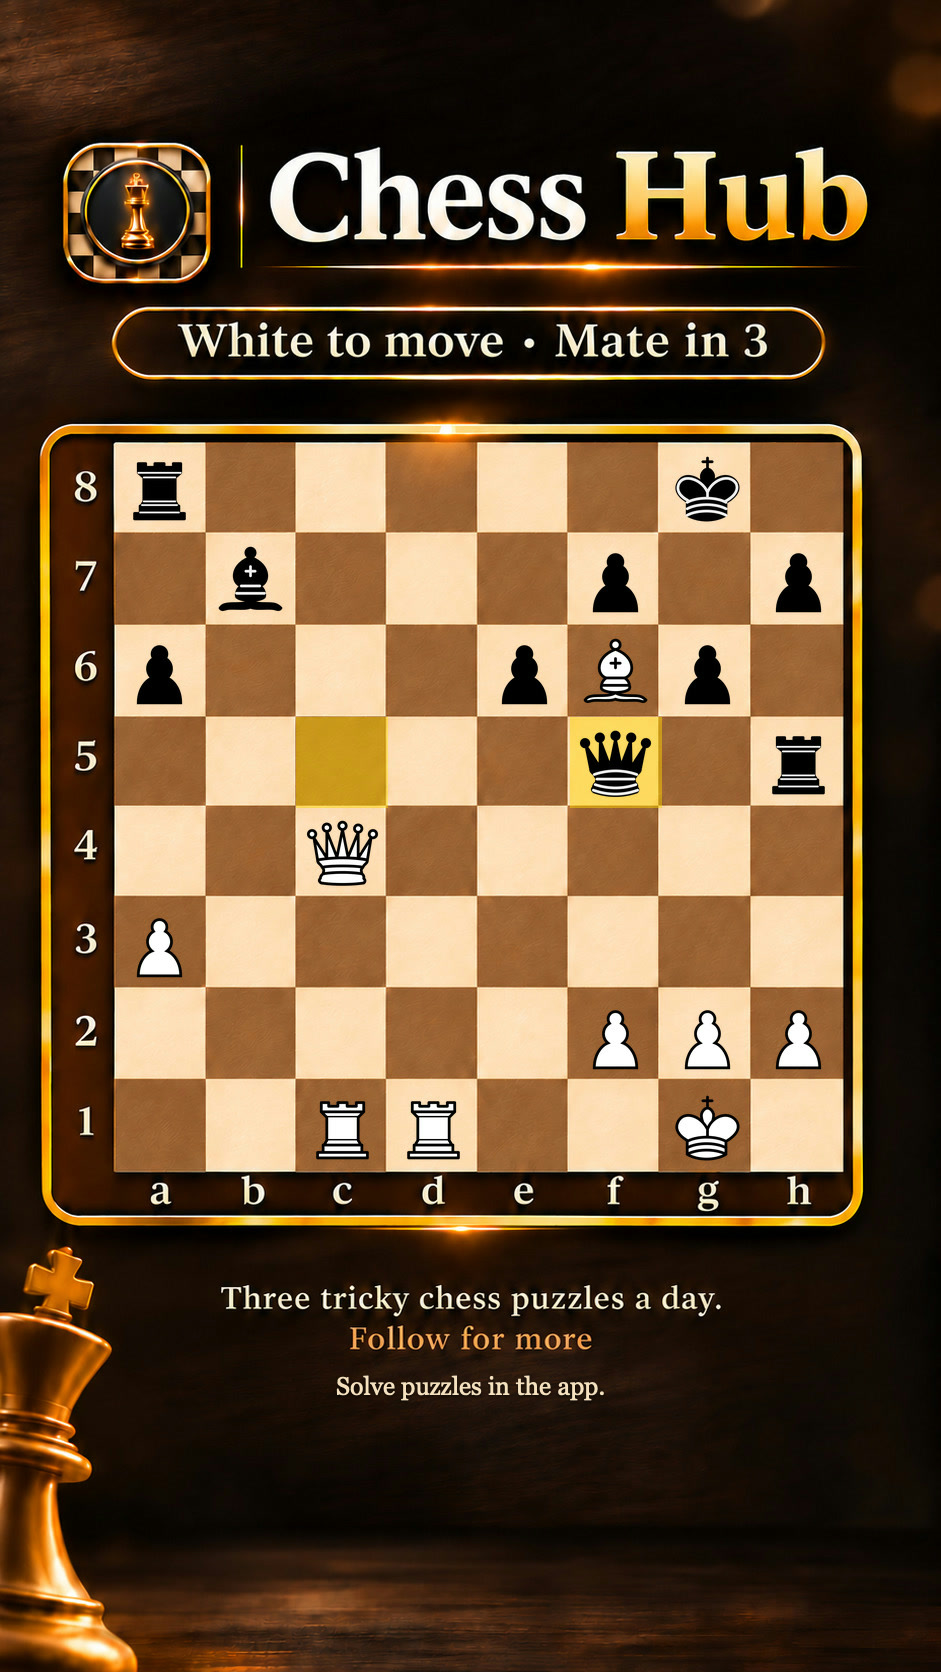 Chess Hub
White to move • Mate in 3
8
7
6
5
4
3
2
1
a b c d e f g h
Three tricky chess puzzles a day.
Follow for more
Solve puzzles in the app.